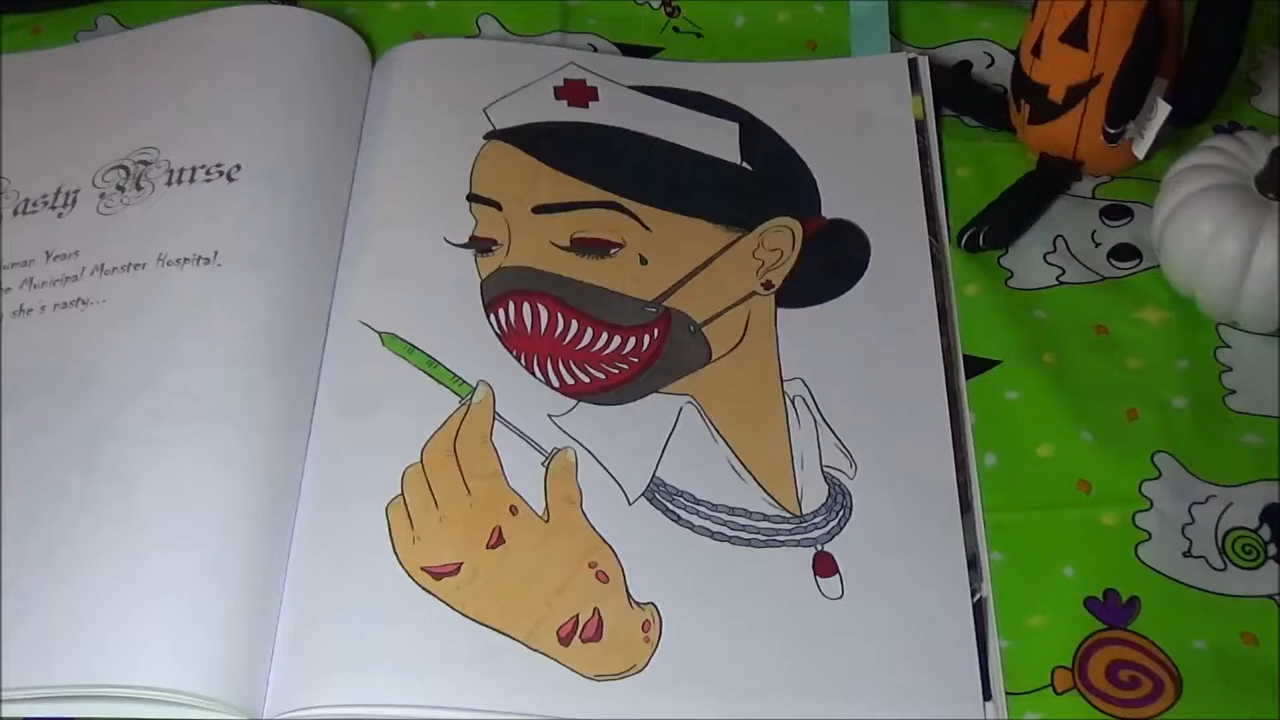 asty Nurse
uman Years
e Municipal Monster Hospital.
she's nasty...